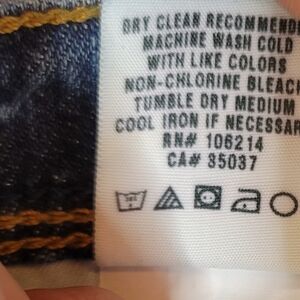 DRY CLEAN RECOMMEND
MACHINE WASH COLD
WITH LIKE COLORS
NON-CHLORINE BLEACH
TUMBLE DRY MEDIUM
COOL IRON IF NECESSAR
RN# 106214
CA# 35037